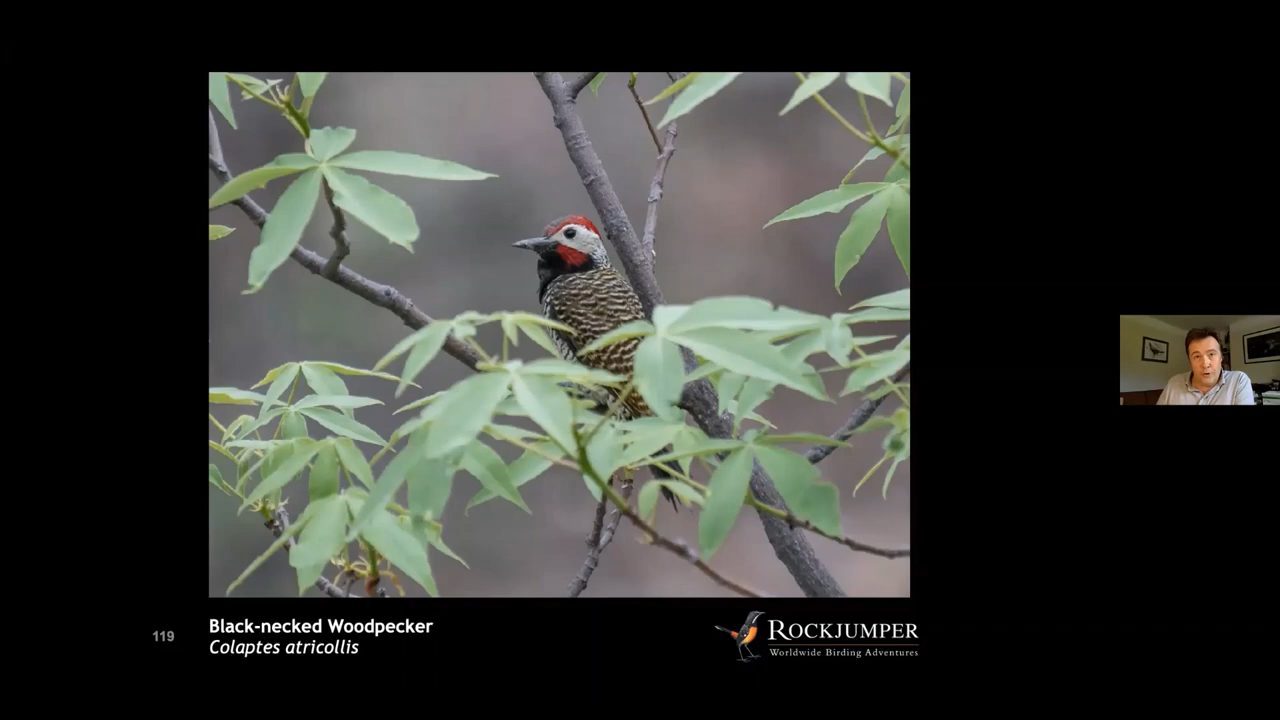 119
Black-necked Woodpecker
Colaptes atricollis
ROCKJUMPER
Worldwide Birding Adventures